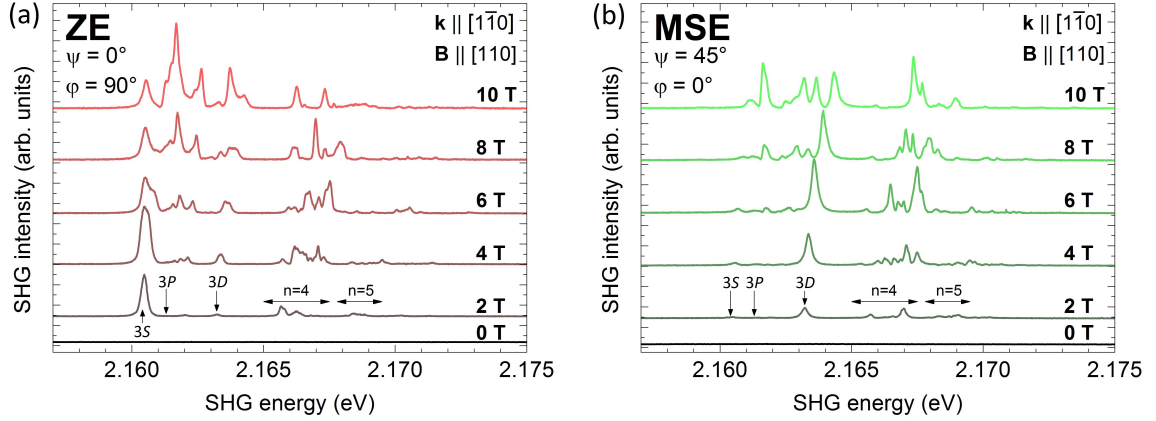 (a)
ZE
ψ = 0°
φ = 90°
k || [11̅0]
B || [110]
10 T
8 T
6 T
4 T
3P
3D
n=4
n=5
2 T
3S
0 T
2.160
2.165
2.170
2.175
SHG energy (eV)
SHG intensity (arb. units)
(b)
MSE
ψ = 45°
φ = 0°
k || [11̅0]
B || [110]
10 T
8 T
6 T
4 T
3S
3P
3D
n=4
n=5
2 T
0 T
2.160
2.165
2.170
2.175
SHG energy (eV)
SHG intensity (arb. units)